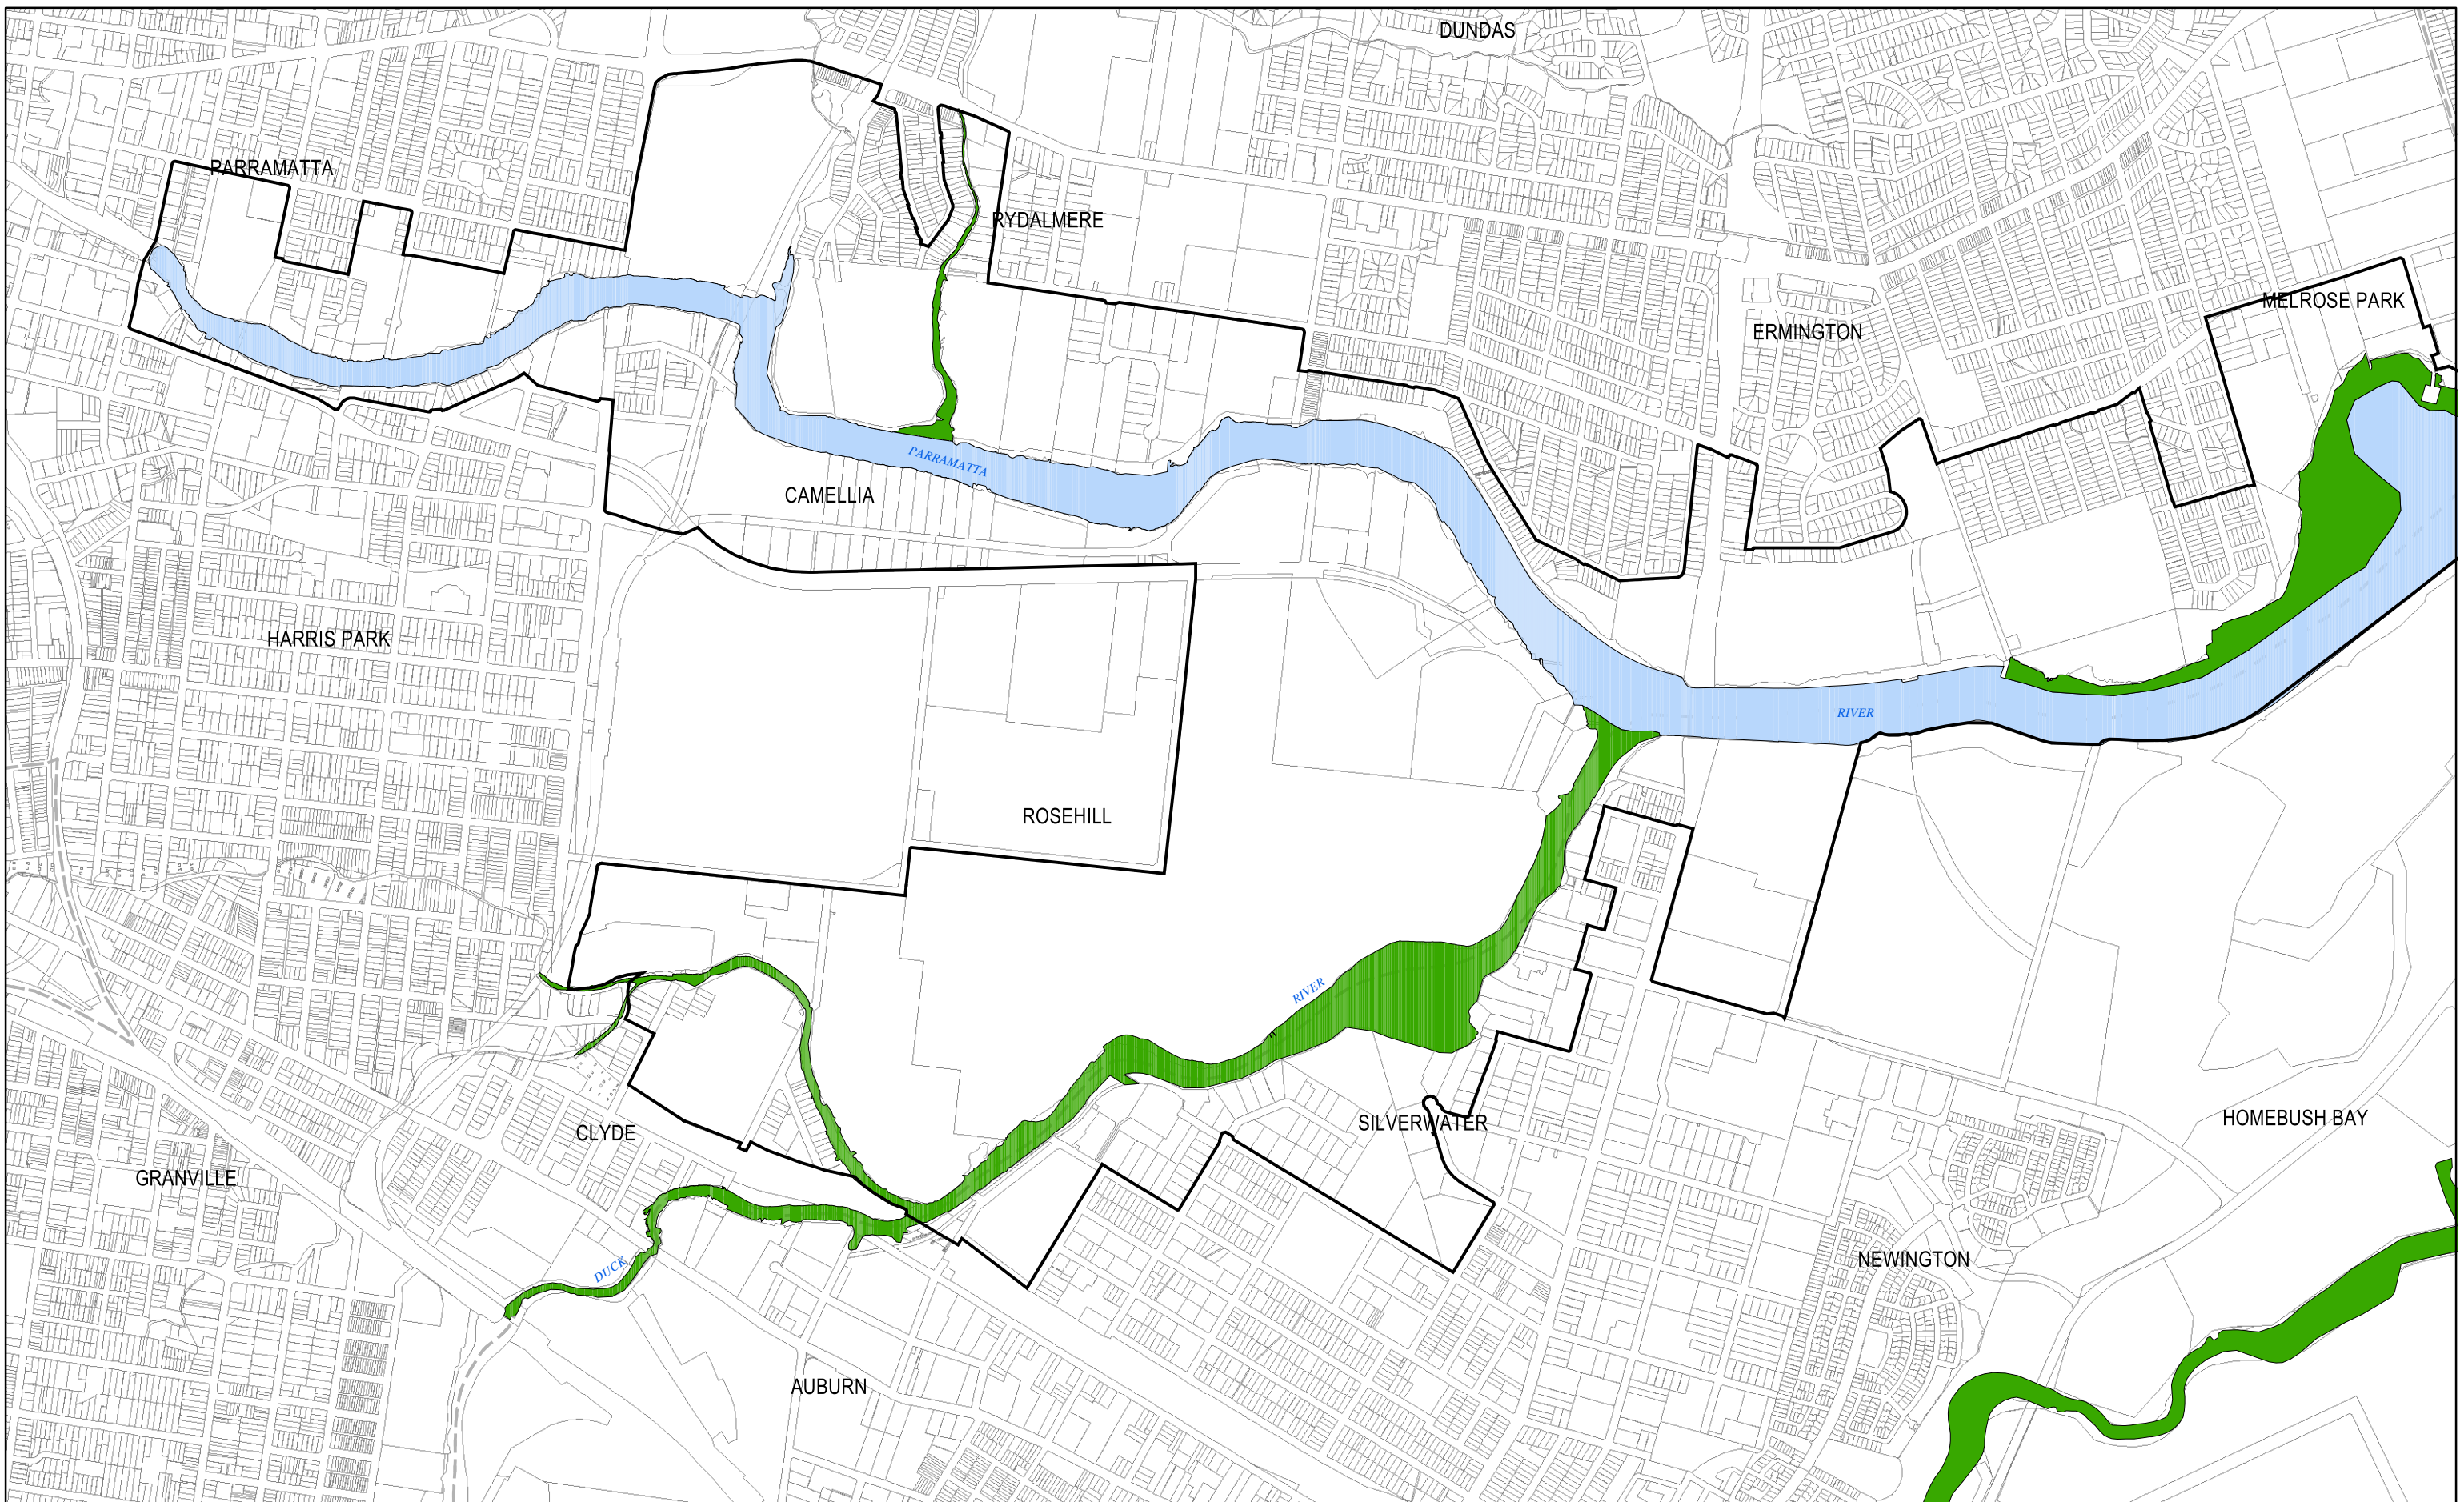 DUNDAS
PARRAMATTA
RYDALMERE
MELROSE PARK
ERMINGTON
PARRAMATTA
CAMELLIA
HARRIS PARK
RIVER
ROSEHILL
RIVER
HOMEBUSH BAY
SILVERWATER
CLYDE
GRANVILLE
NEWINGTON
DUCK
AUBURN